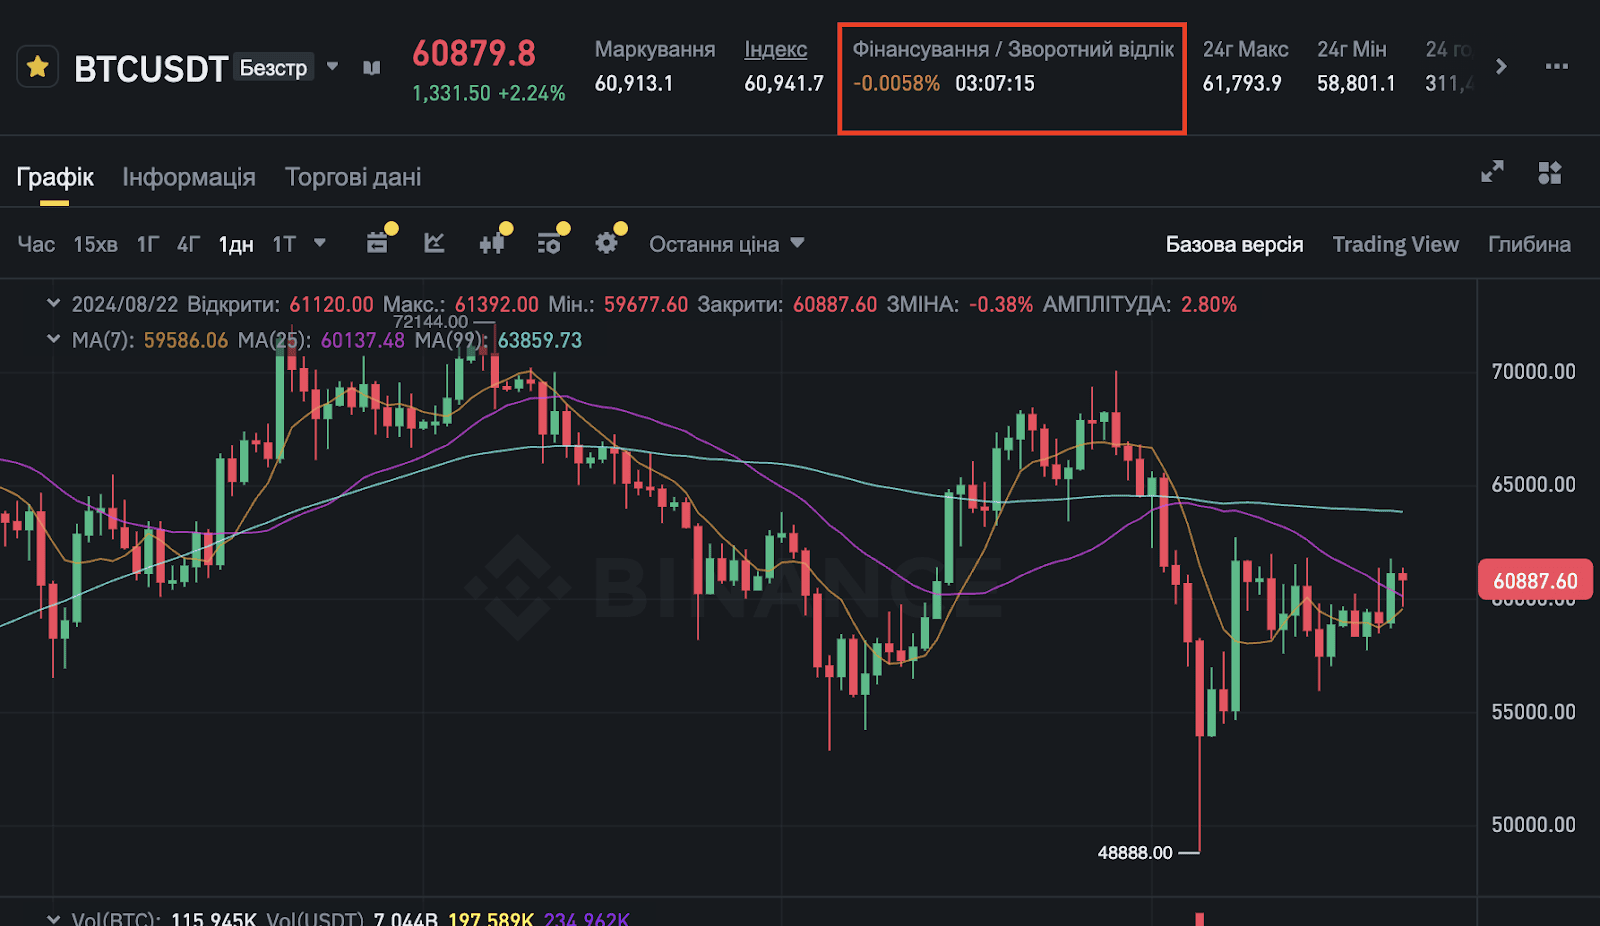 BTCUSDT Безстр
60879.8
1,331.50 +2.24%
Маркування
60,913.1
Індекс
60,941.7
Фінансування / Зворотний відлік
-0.0058% 03:07:15
24г Макс
61,793.9
24г Мін
58,801.1
24
311,4
Графік Інформація Торгові дані
Час 15хв 1Г 4Г 1дн 1Т Остання ціна Базова версія Trading View Глибина
2024/08/22 Відкрити: 61120.00 Макс.: 61392.00 Мін.: 59677.60 Закрити: 60887.60 ЗМІНА: -0.38% АМПЛІТУДА: 2.80%
72144.00
MA(7): 59586.06 MA(25): 60137.48 MA(99): 63859.73
70000.00
65000.00
60887.60
60000.00
55000.00
50000.00
BINANCE
48888.00
Vol(BTC): 115.945K Vol(USDT) 7.044B 197.589K 234.962K